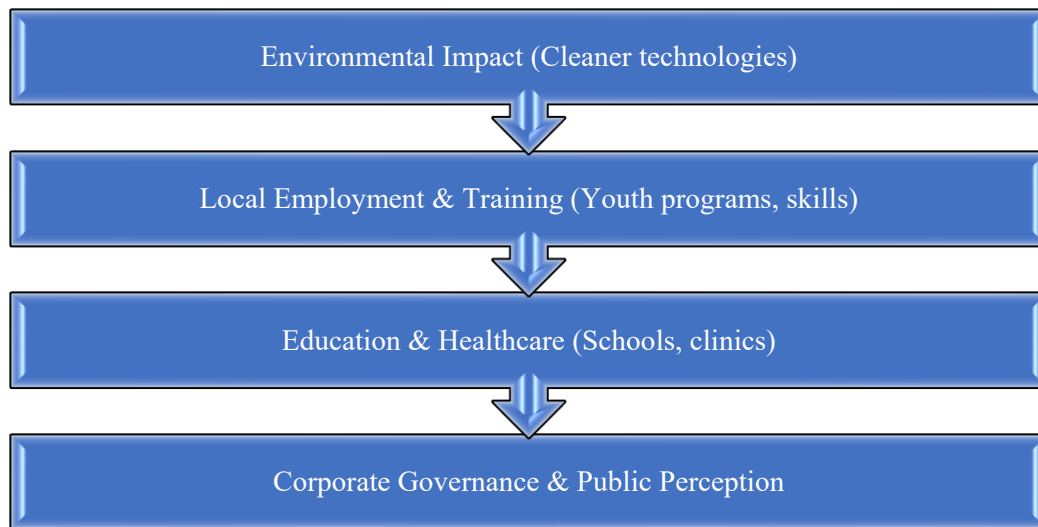 Environmental Impact (Cleaner technologies)
Local Employment & Training (Youth programs, skills)
Education & Healthcare (Schools, clinics)
Corporate Governance & Public Perception